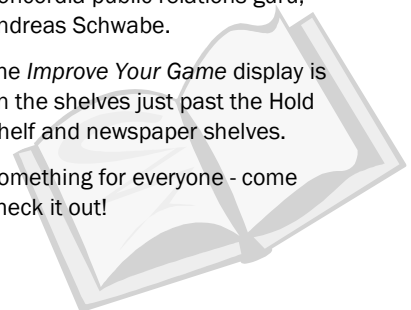 oncordia public relations guru,
ndreas Schwabe.
he Improve Your Game display is
n the shelves just past the Hold
helf and newspaper shelves.
omething for everyone - come
heck it out!